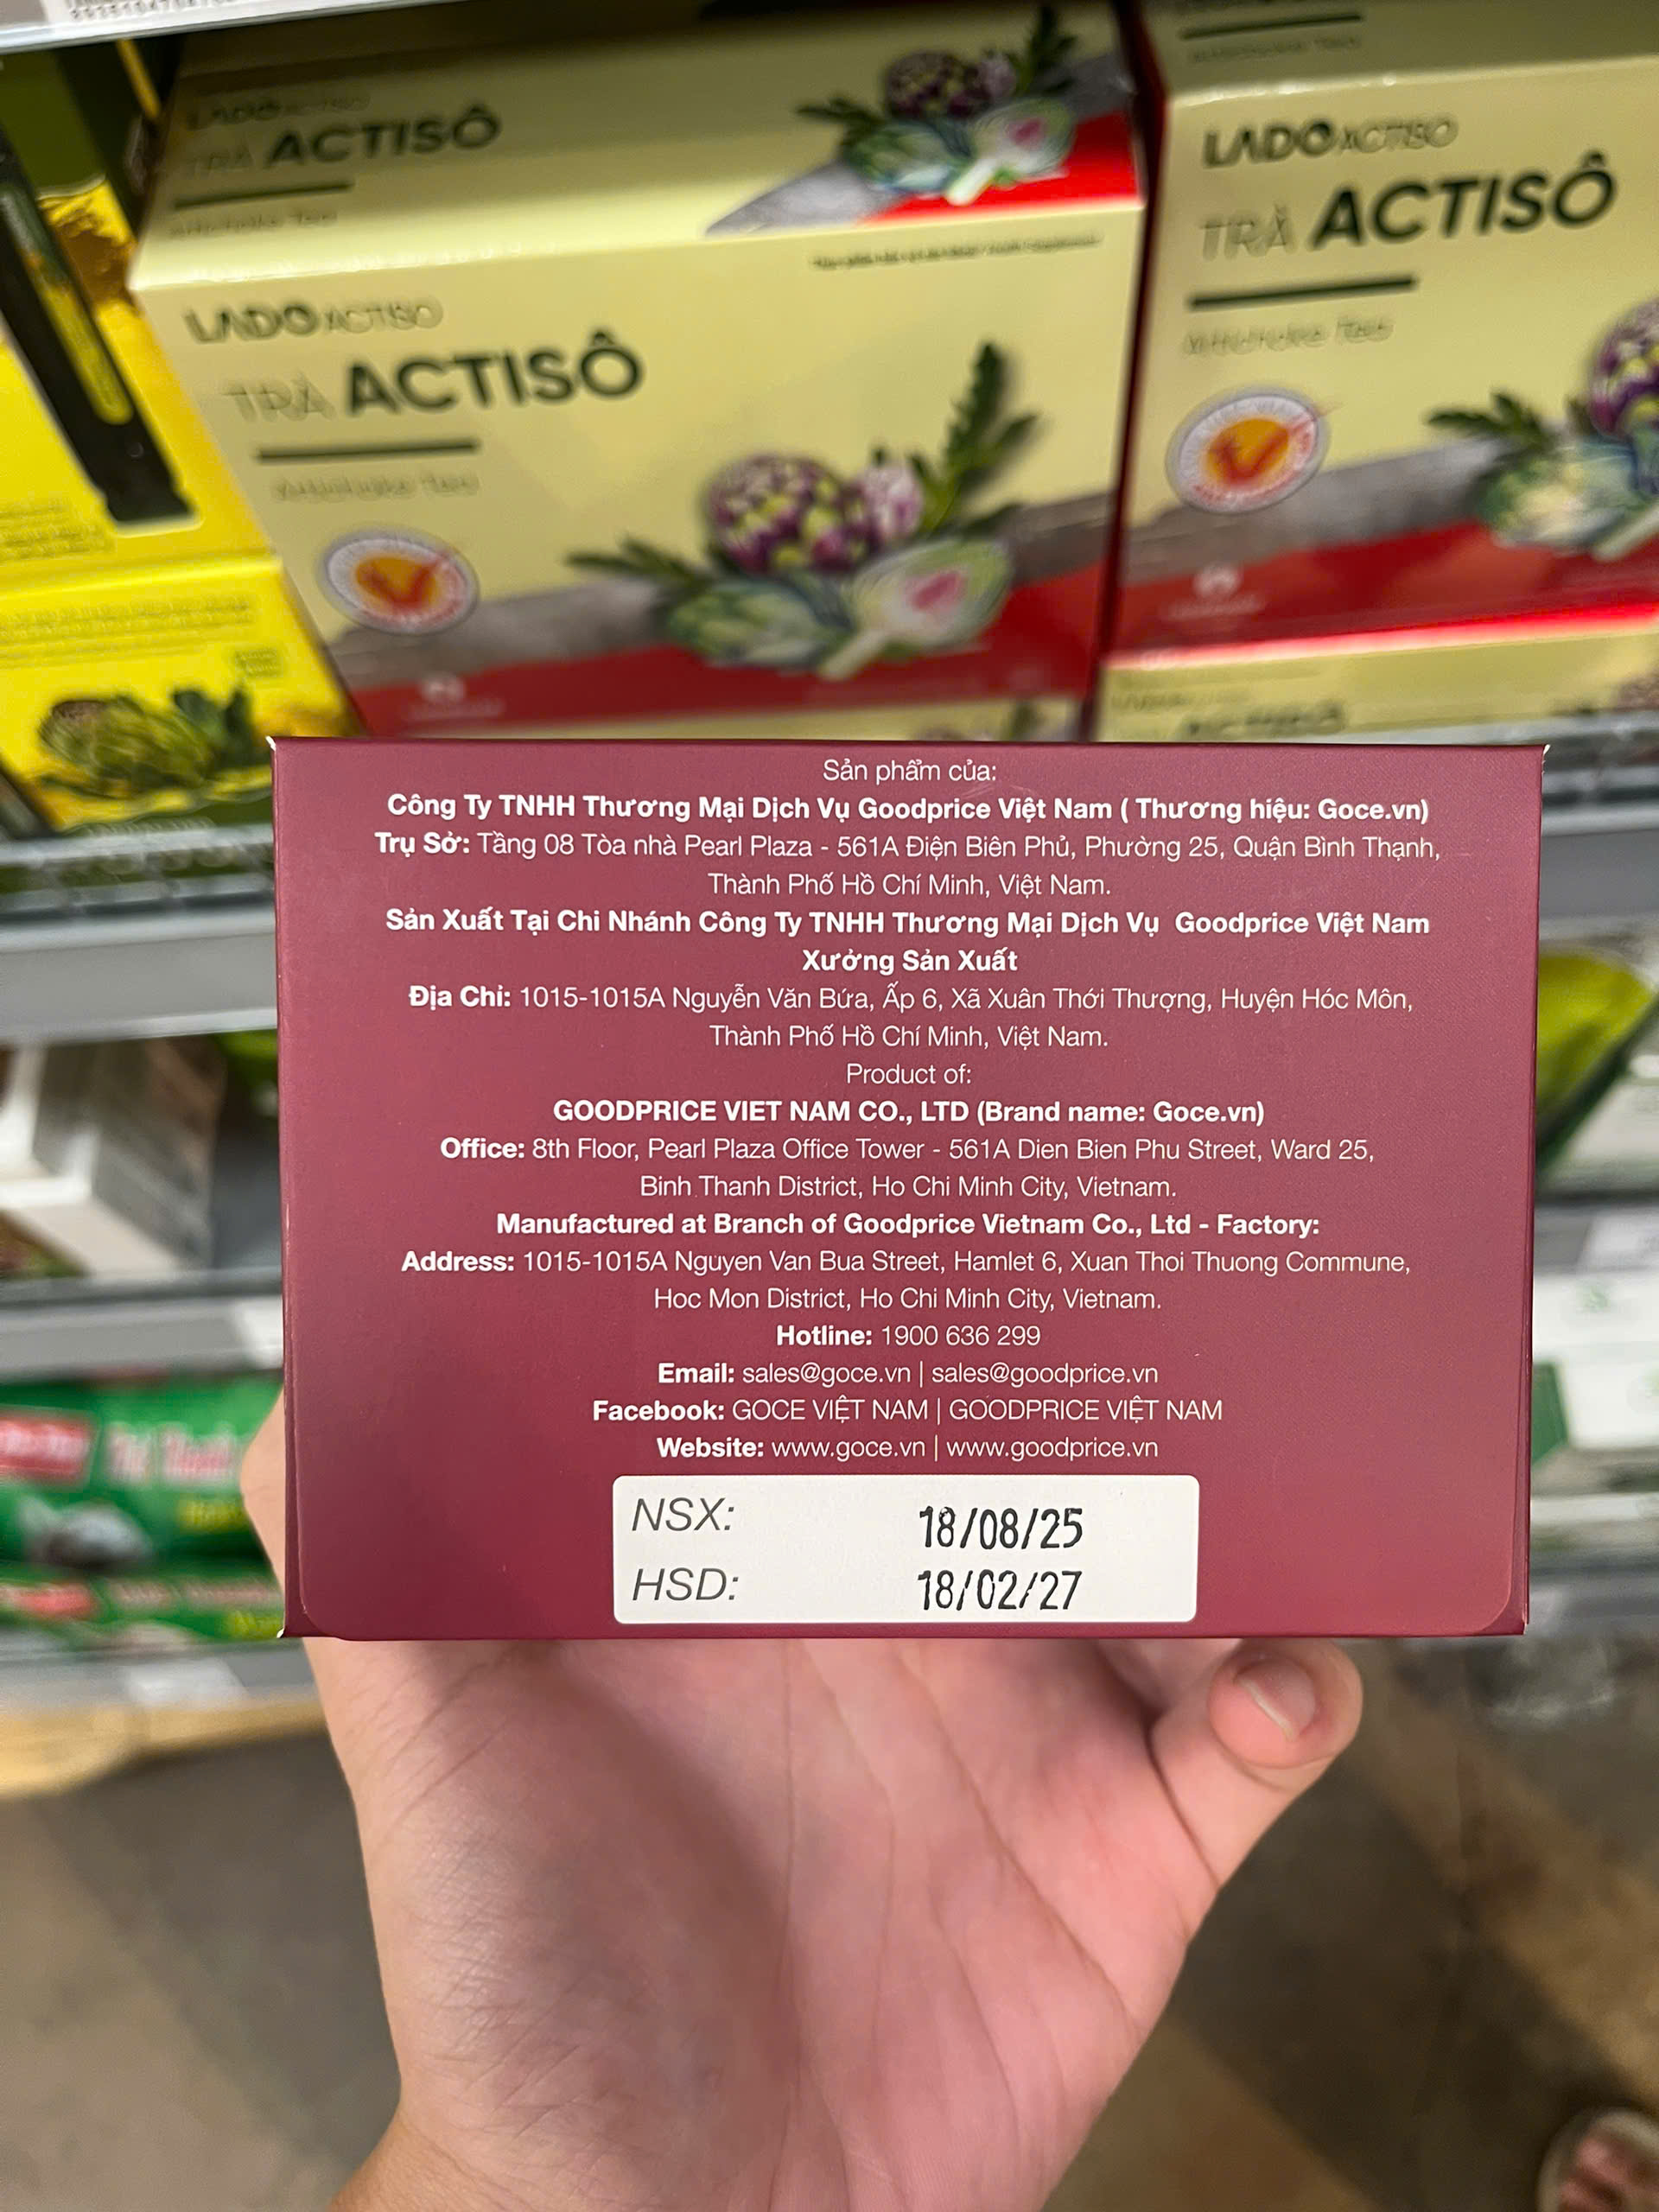 LADOACTISO
TRÀ ACTISÔ
Artichoke Tea
LADOACTISO
TRÀ ACTISÔ
Artichoke Tea
LADOACTISO
TRÀ ACTISÔ
Artichoke Tea
Sản phẩm của:
Công Ty TNHH Thương Mại Dịch Vụ Goodprice Việt Nam ( Thương hiệu: Goce.vn)
Trụ Sở: Tầng 08 Tòa nhà Pearl Plaza - 561A Điện Biên Phủ, Phường 25, Quận Bình Thạnh,
Thành Phố Hồ Chí Minh, Việt Nam.
Sản Xuất Tại Chi Nhánh Công Ty TNHH Thương Mại Dịch Vụ Goodprice Việt Nam
Xưởng Sản Xuất
Địa Chỉ: 1015-1015A Nguyễn Văn Bứa, Ấp 6, Xã Xuân Thới Thượng, Huyện Hóc Môn,
Thành Phố Hồ Chí Minh, Việt Nam.
Product of:
GOODPRICE VIET NAM CO., LTD (Brand name: Goce.vn)
Office: 8th Floor, Pearl Plaza Office Tower - 561A Dien Bien Phu Street, Ward 25,
Binh Thanh District, Ho Chi Minh City, Vietnam.
Manufactured at Branch of Goodprice Vietnam Co., Ltd - Factory:
Address: 1015-1015A Nguyen Van Bua Street, Hamlet 6, Xuan Thoi Thuong Commune,
Hoc Mon District, Ho Chi Minh City, Vietnam.
Hotline: 1900 636 299
Email: sales@goce.vn | sales@goodprice.vn
Facebook: GOCE VIỆT NAM | GOODPRICE VIỆT NAM
Website: www.goce.vn | www.goodprice.vn
NSX: 18/08/25
HSD: 18/02/27